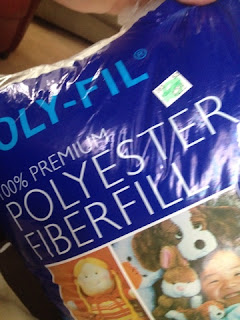 OLY-FIL®
100% PREMIUM
POLYESTER
FIBERFILL